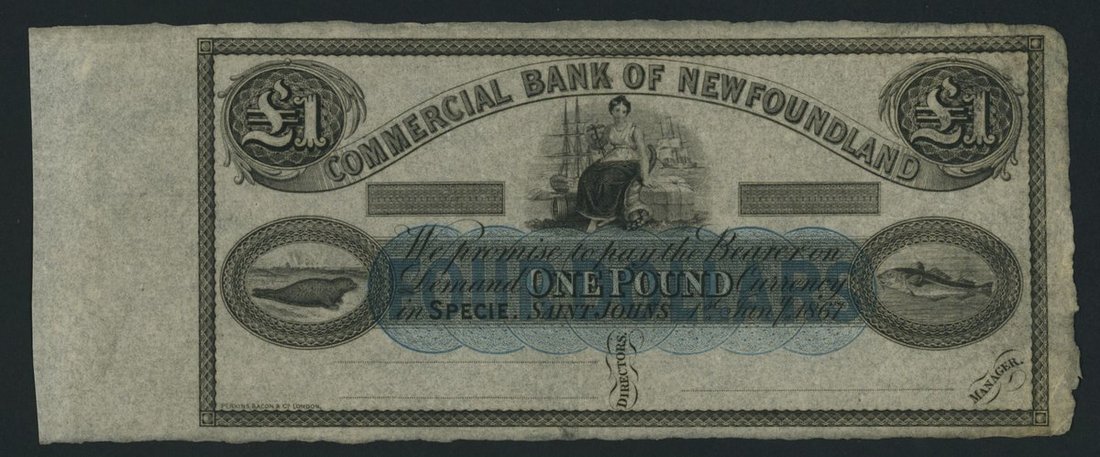 £1 £1
COMMERCIAL BANK OF NEWFOUNDLAND
We promise to pay the Bearer on
Demand ONE POUND Currency
in SPECIE. SAINT JOHNS 1st Jany 1867
FOUR DOLLARS
DIRECTORS.
MANAGER.
PERKINS, BACON & Co. LONDON.